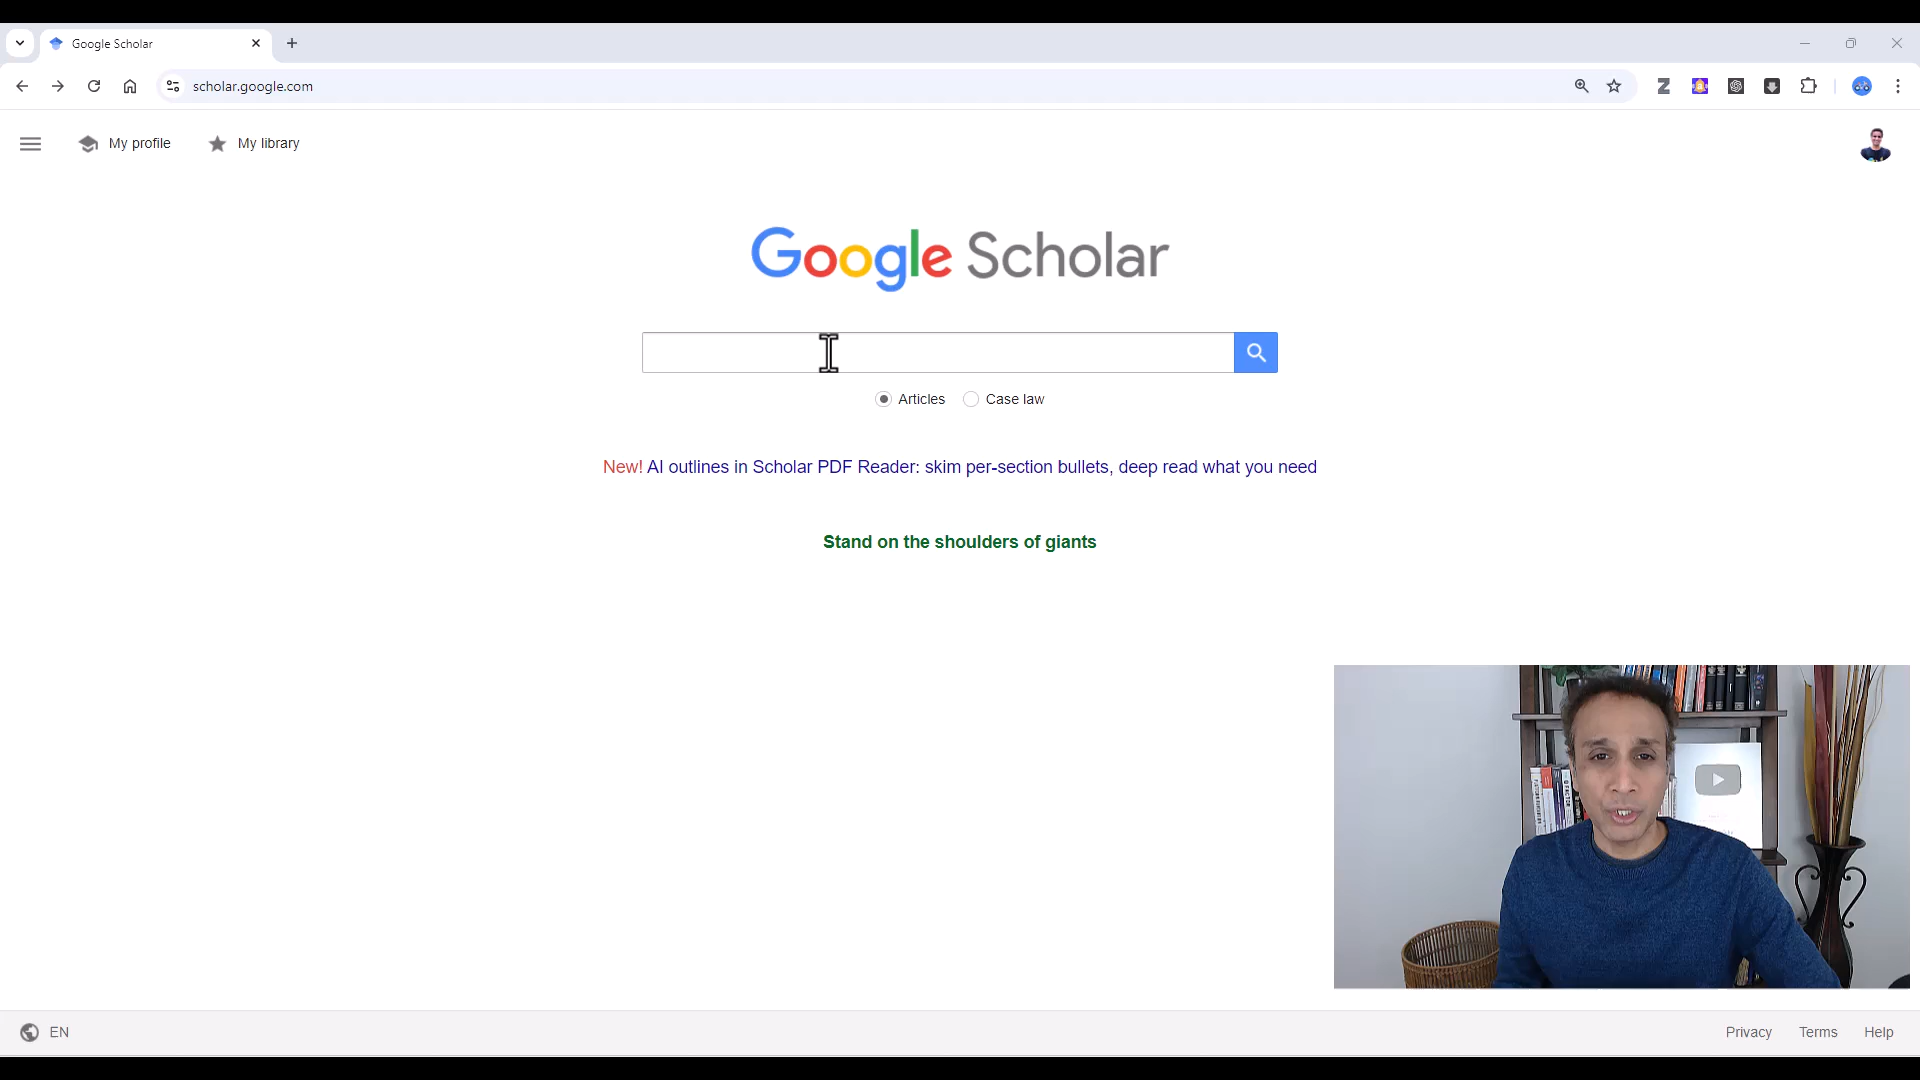 Google Scholar
scholar.google.com
My profile
My library
Google Scholar
Articles
Case law
New! AI outlines in Scholar PDF Reader: skim per-section bullets, deep read what you need
Stand on the shoulders of giants
EN
Privacy
Terms
Help